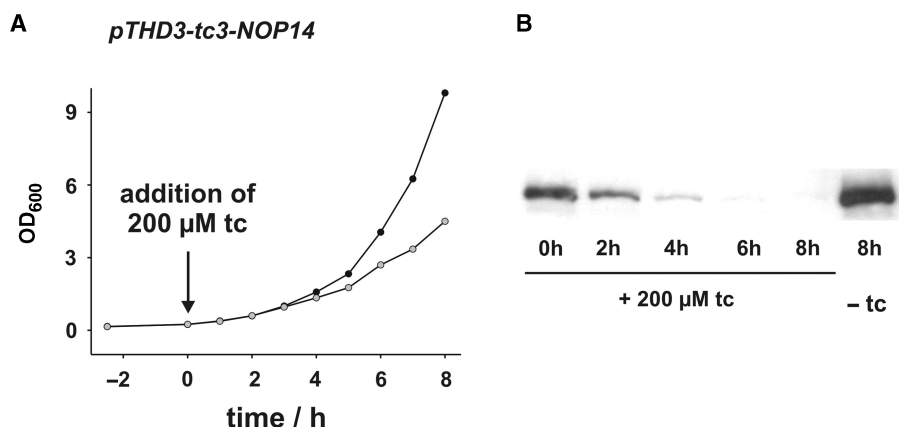 A
pTHD3-tc3-NOP14
9
6
3
0
OD600
addition of
200 µM tc
−2 0 2 4 6 8
time / h
B
0h 2h 4h 6h 8h 8h
+ 200 µM tc
− tc